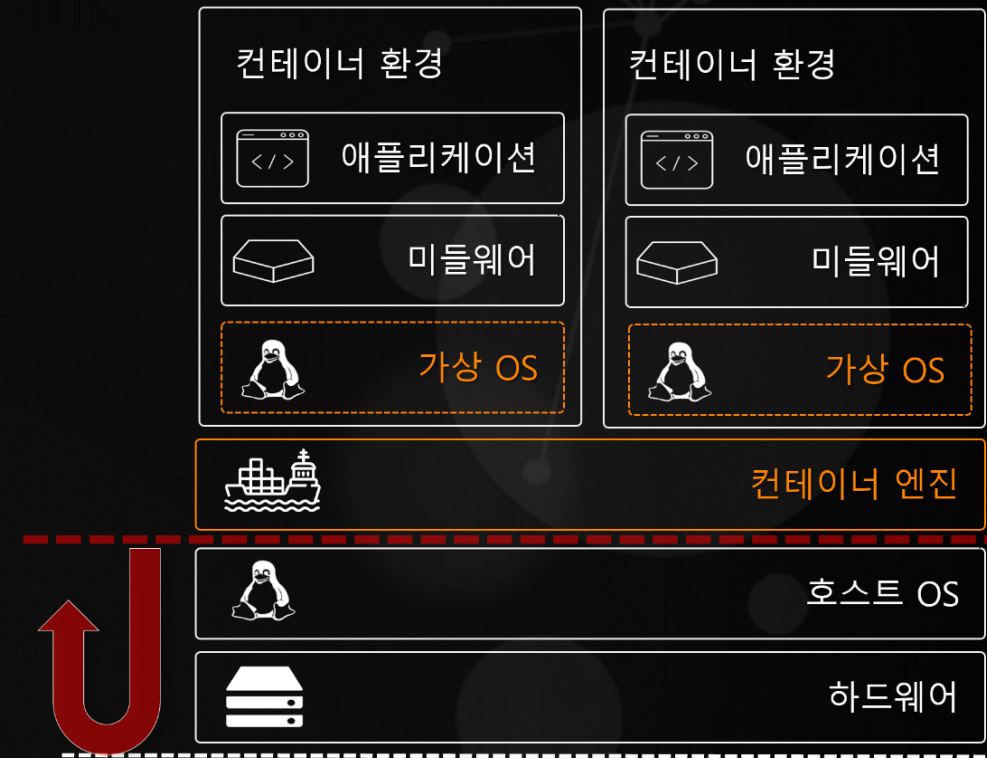 컨테이너 환경
애플리케이션
</>
미들웨어
가상 OS
컨테이너 환경
애플리케이션
</>
미들웨어
가상 OS
컨테이너 엔진
호스트 OS
하드웨어